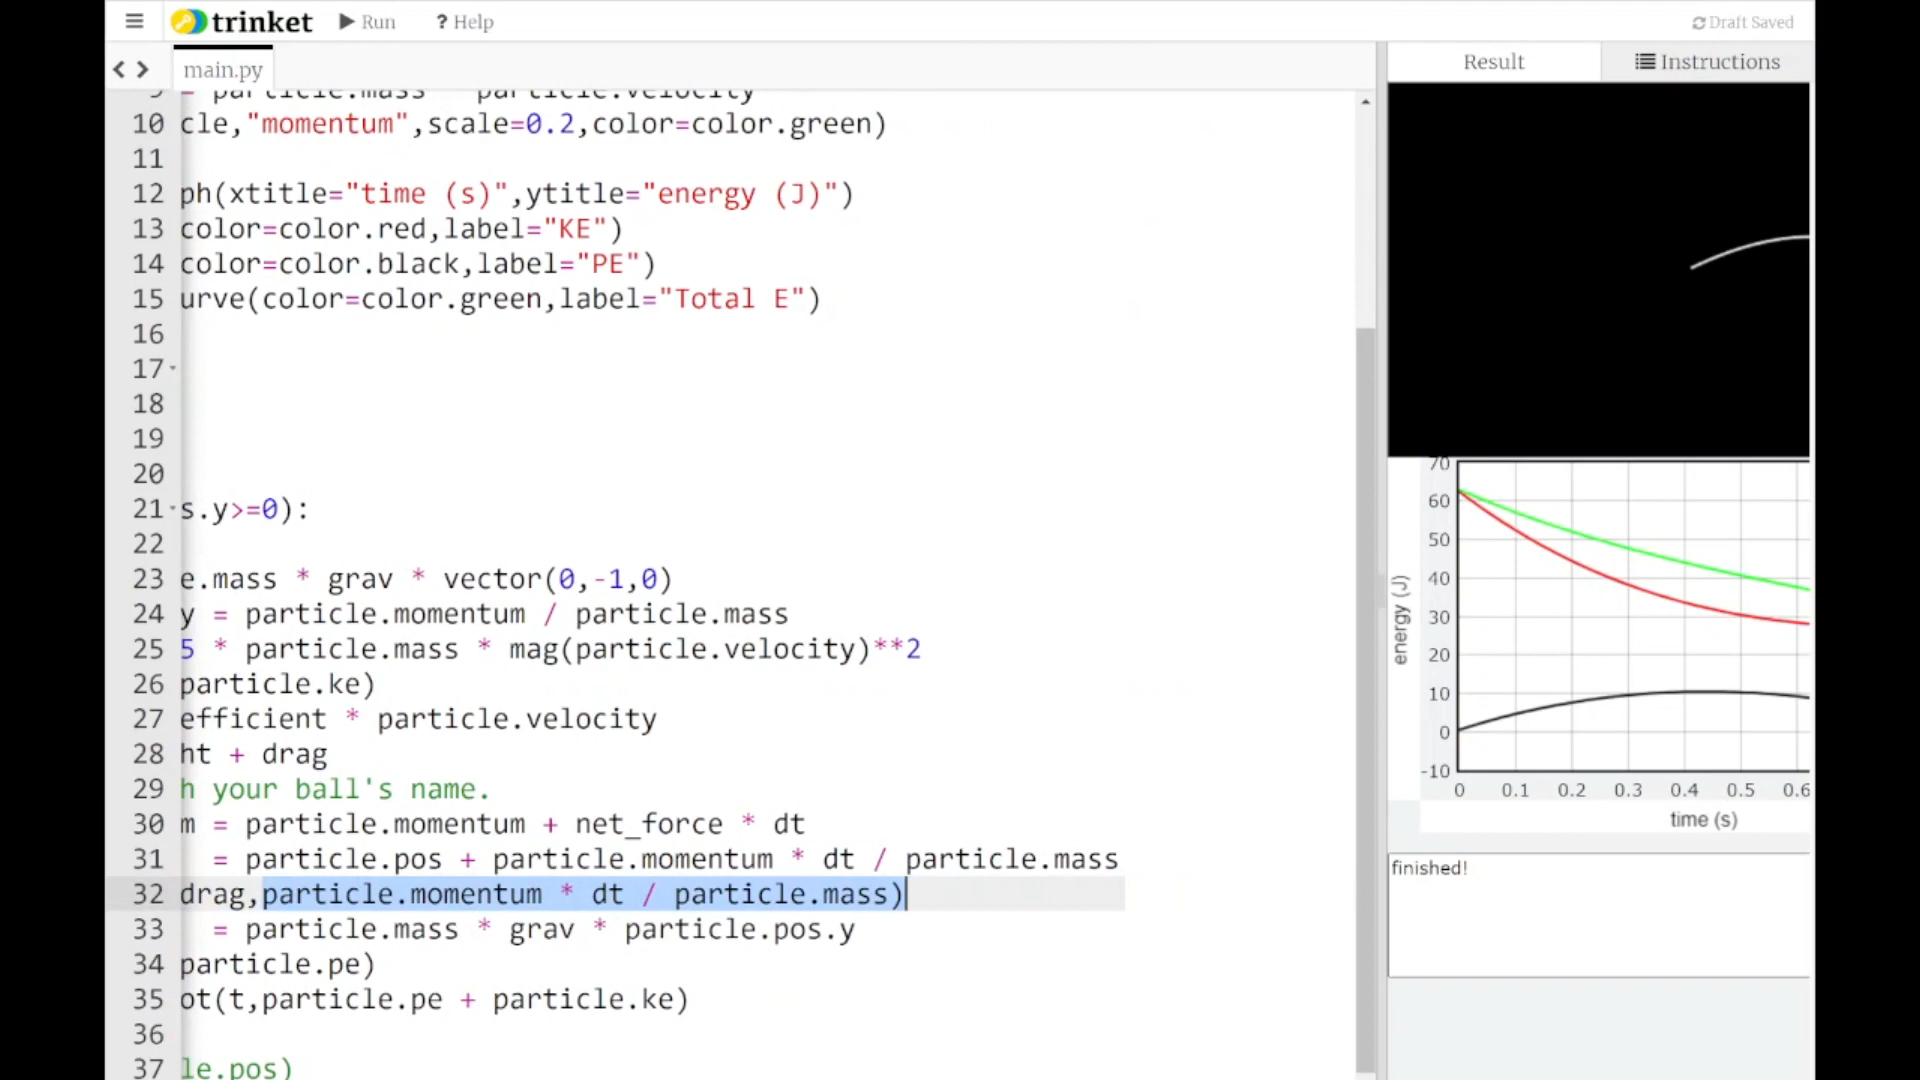 trinket
Run
? Help
Draft Saved
main.py
Result
Instructions
9 = particle.mass particle.velocity
10 cle,"momentum",scale=0.2,color=color.green)
11
12 ph(xtitle="time (s)",ytitle="energy (J)")
13 color=color.red,label="KE")
14 color=color.black,label="PE")
15 urve(color=color.green,label="Total E")
16
17
18
19
20
21 s.y>=0):
22
23 e.mass * grav * vector(0,-1,0)
24 y = particle.momentum / particle.mass
25 5 * particle.mass * mag(particle.velocity)**2
26 particle.ke)
27 efficient * particle.velocity
28 ht + drag
29 h your ball's name.
30 m = particle.momentum + net_force * dt
31 = particle.pos + particle.momentum * dt / particle.mass
32 drag,particle.momentum * dt / particle.mass)
33 = particle.mass * grav * particle.pos.y
34 particle.pe)
35 ot(t,particle.pe + particle.ke)
36
37 le.pos)
70
60
50
40
30
20
10
0
-10
energy (J)
0 0.1 0.2 0.3 0.4 0.5 0.6
time (s)
finished!